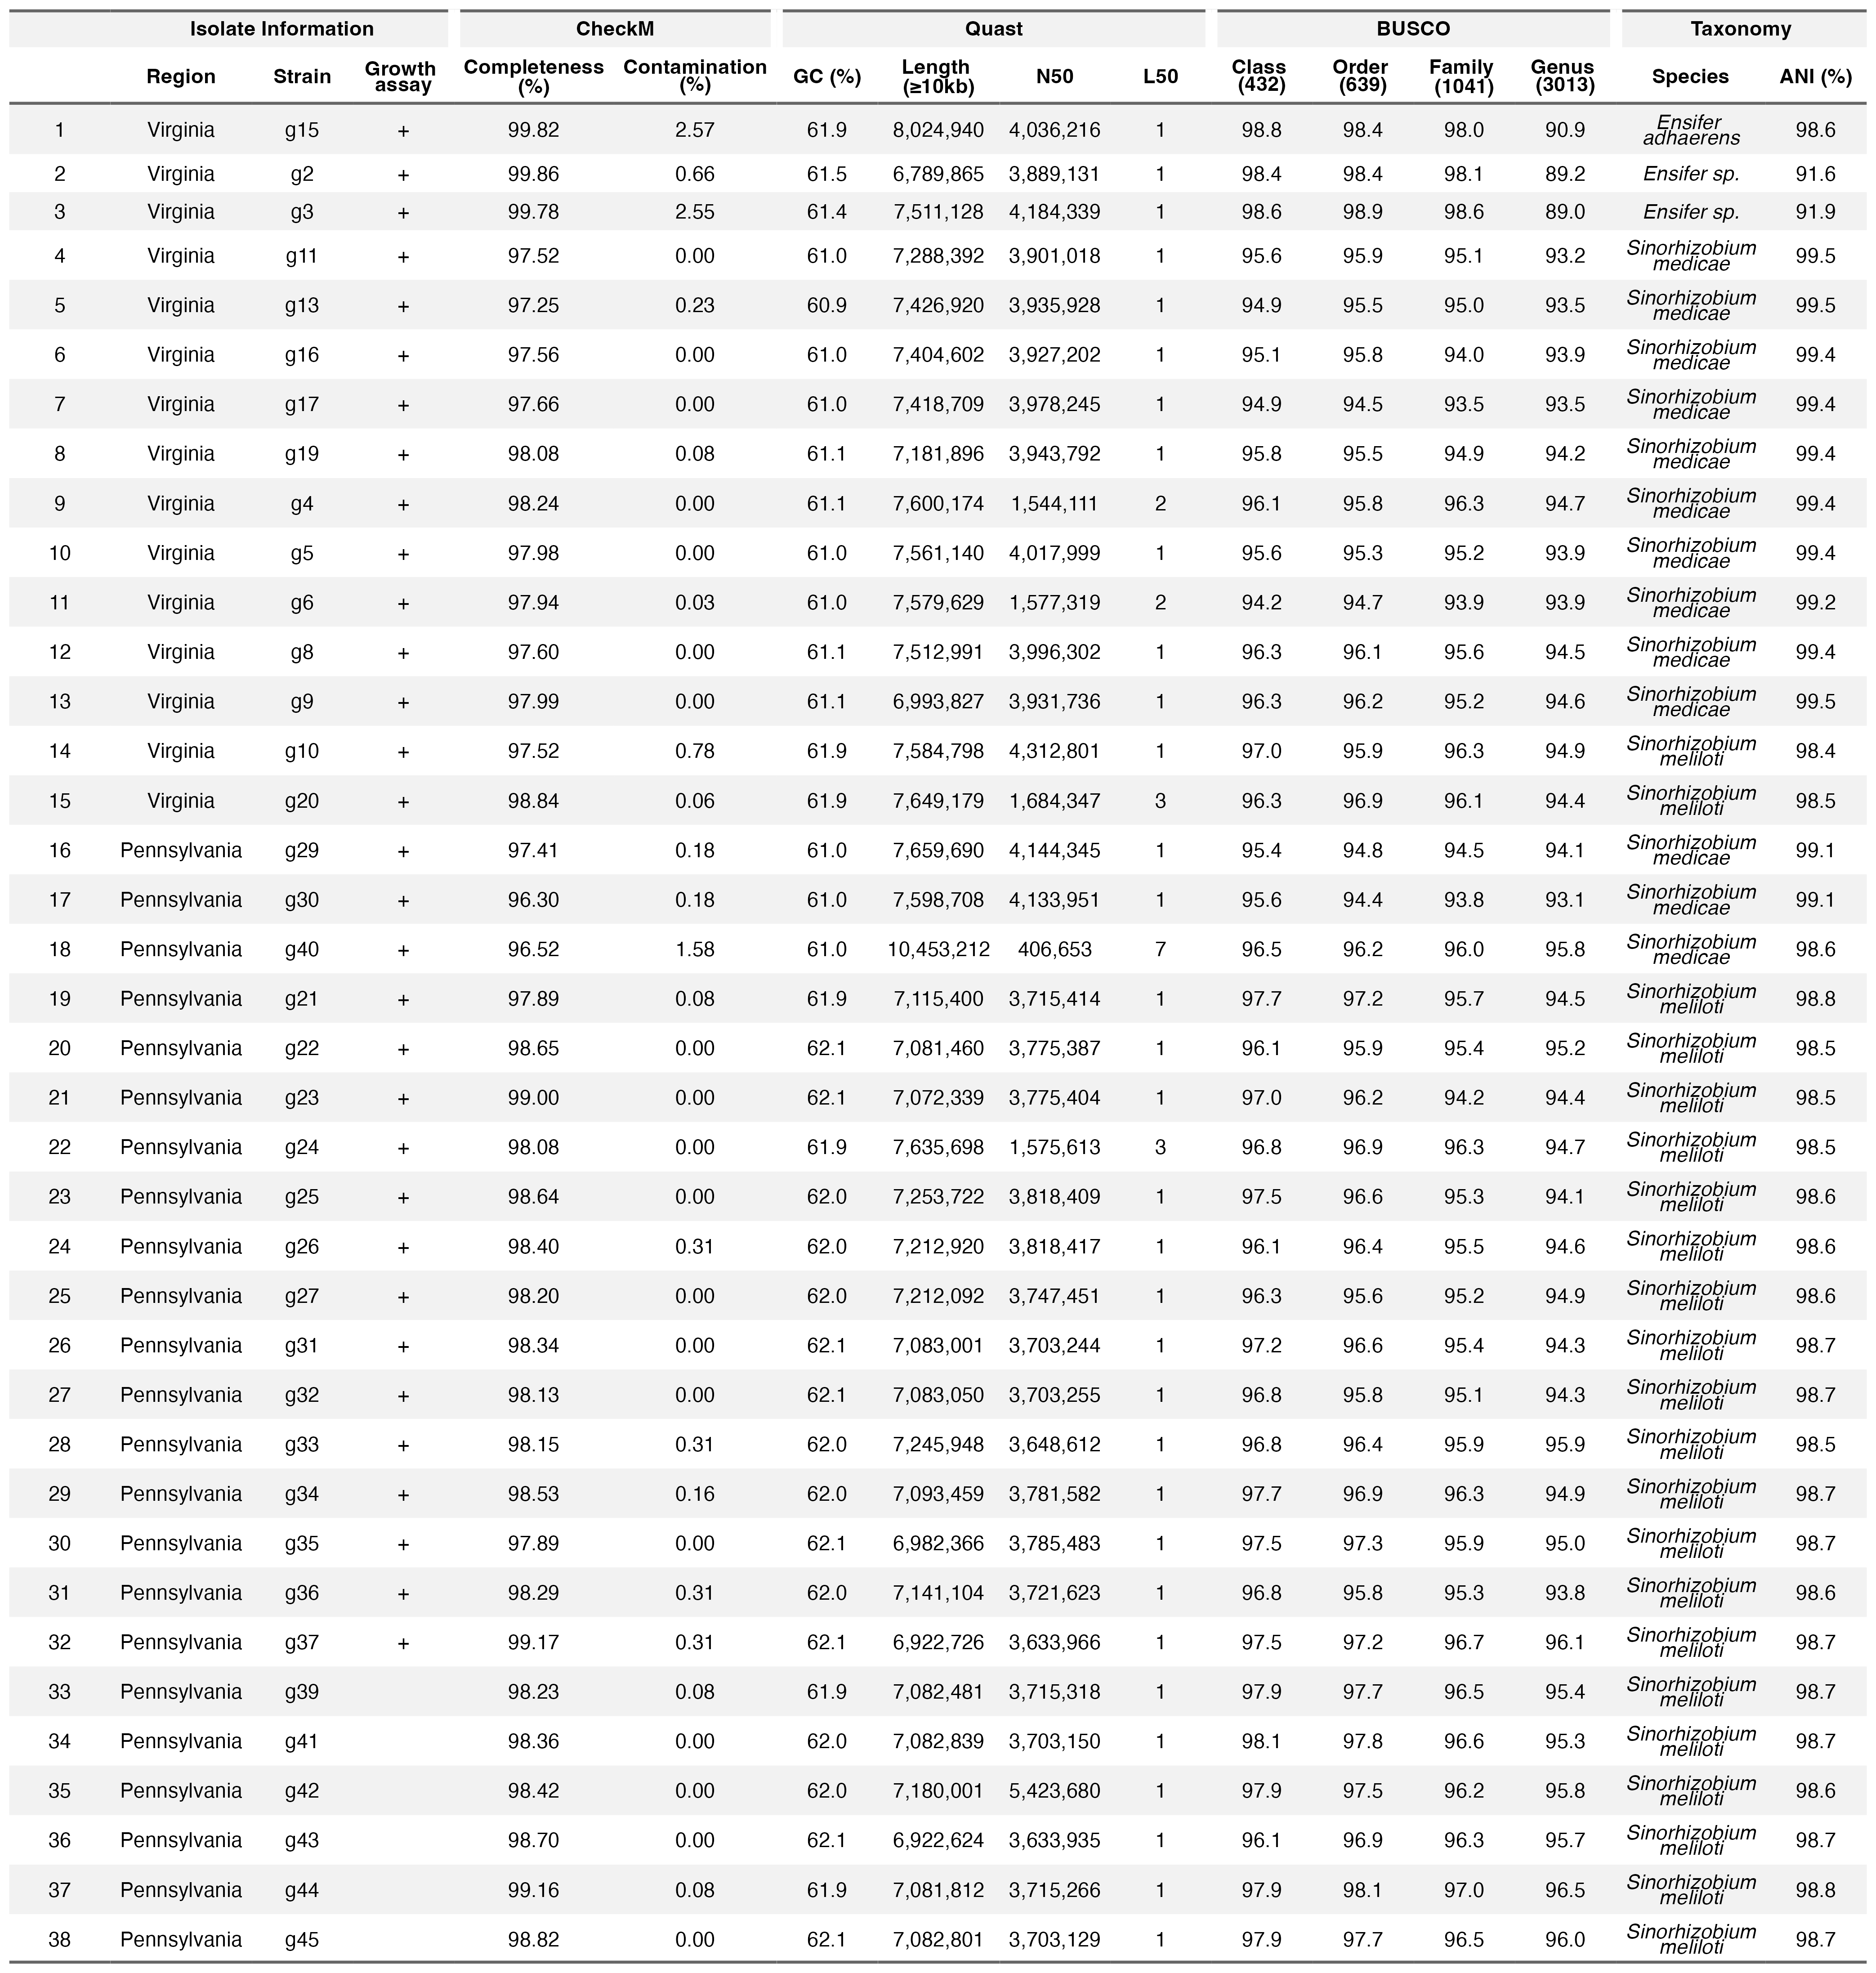 Isolate Information CheckM Quast BUSCO Taxonomy
Region Strain Growth assay Completeness (%) Contamination (%) GC (%) Length (≥10kb) N50 L50 Class (432) Order (639) Family (1041) Genus (3013) Species ANI (%)
1 Virginia g15 + 99.82 2.57 61.9 8,024,940 4,036,216 1 98.8 98.4 98.0 90.9 Ensifer adhaerens 98.6
2 Virginia g2 + 99.86 0.66 61.5 6,789,865 3,889,131 1 98.4 98.4 98.1 89.2 Ensifer sp. 91.6
3 Virginia g3 + 99.78 2.55 61.4 7,511,128 4,184,339 1 98.6 98.9 98.6 89.0 Ensifer sp. 91.9
4 Virginia g11 + 97.52 0.00 61.0 7,288,392 3,901,018 1 95.6 95.9 95.1 93.2 Sinorhizobium medicae 99.5
5 Virginia g13 + 97.25 0.23 60.9 7,426,920 3,935,928 1 94.9 95.5 95.0 93.5 Sinorhizobium medicae 99.5
6 Virginia g16 + 97.56 0.00 61.0 7,404,602 3,927,202 1 95.1 95.8 94.0 93.9 Sinorhizobium medicae 99.4
7 Virginia g17 + 97.66 0.00 61.0 7,418,709 3,978,245 1 94.9 94.5 93.5 93.5 Sinorhizobium medicae 99.4
8 Virginia g19 + 98.08 0.08 61.1 7,181,896 3,943,792 1 95.8 95.5 94.9 94.2 Sinorhizobium medicae 99.4
9 Virginia g4 + 98.24 0.00 61.1 7,600,174 1,544,111 2 96.1 95.8 96.3 94.7 Sinorhizobium medicae 99.4
10 Virginia g5 + 97.98 0.00 61.0 7,561,140 4,017,999 1 95.6 95.3 95.2 93.9 Sinorhizobium medicae 99.4
11 Virginia g6 + 97.94 0.03 61.0 7,579,629 1,577,319 2 94.2 94.7 93.9 93.9 Sinorhizobium medicae 99.2
12 Virginia g8 + 97.60 0.00 61.1 7,512,991 3,996,302 1 96.3 96.1 95.6 94.5 Sinorhizobium medicae 99.4
13 Virginia g9 + 97.99 0.00 61.1 6,993,827 3,931,736 1 96.3 96.2 95.2 94.6 Sinorhizobium medicae 99.5
14 Virginia g10 + 97.52 0.78 61.9 7,584,798 4,312,801 1 97.0 95.9 96.3 94.9 Sinorhizobium meliloti 98.4
15 Virginia g20 + 98.84 0.06 61.9 7,649,179 1,684,347 3 96.3 96.9 96.1 94.4 Sinorhizobium meliloti 98.5
16 Pennsylvania g29 + 97.41 0.18 61.0 7,659,690 4,144,345 1 95.4 94.8 94.5 94.1 Sinorhizobium medicae 99.1
17 Pennsylvania g30 + 96.30 0.18 61.0 7,598,708 4,133,951 1 95.6 94.4 93.8 93.1 Sinorhizobium medicae 99.1
18 Pennsylvania g40 + 96.52 1.58 61.0 10,453,212 406,653 7 96.5 96.2 96.0 95.8 Sinorhizobium medicae 98.6
19 Pennsylvania g21 + 97.89 0.08 61.9 7,115,400 3,715,414 1 97.7 97.2 95.7 94.5 Sinorhizobium meliloti 98.8
20 Pennsylvania g22 + 98.65 0.00 62.1 7,081,460 3,775,387 1 96.1 95.9 95.4 95.2 Sinorhizobium meliloti 98.5
21 Pennsylvania g23 + 99.00 0.00 62.1 7,072,339 3,775,404 1 97.0 96.2 94.2 94.4 Sinorhizobium meliloti 98.5
22 Pennsylvania g24 + 98.08 0.00 61.9 7,635,698 1,575,613 3 96.8 96.9 96.3 94.7 Sinorhizobium meliloti 98.5
23 Pennsylvania g25 + 98.64 0.00 62.0 7,253,722 3,818,409 1 97.5 96.6 95.3 94.1 Sinorhizobium meliloti 98.6
24 Pennsylvania g26 + 98.40 0.31 62.0 7,212,920 3,818,417 1 96.1 96.4 95.5 94.6 Sinorhizobium meliloti 98.6
25 Pennsylvania g27 + 98.20 0.00 62.0 7,212,092 3,747,451 1 96.3 95.6 95.2 94.9 Sinorhizobium meliloti 98.6
26 Pennsylvania g31 + 98.34 0.00 62.1 7,083,001 3,703,244 1 97.2 96.6 95.4 94.3 Sinorhizobium meliloti 98.7
27 Pennsylvania g32 + 98.13 0.00 62.1 7,083,050 3,703,255 1 96.8 95.8 95.1 94.3 Sinorhizobium meliloti 98.7
28 Pennsylvania g33 + 98.15 0.31 62.0 7,245,948 3,648,612 1 96.8 96.4 95.9 95.9 Sinorhizobium meliloti 98.5
29 Pennsylvania g34 + 98.53 0.16 62.0 7,093,459 3,781,582 1 97.7 96.9 96.3 94.9 Sinorhizobium meliloti 98.7
30 Pennsylvania g35 + 97.89 0.00 62.1 6,982,366 3,785,483 1 97.5 97.3 95.9 95.0 Sinorhizobium meliloti 98.7
31 Pennsylvania g36 + 98.29 0.31 62.0 7,141,104 3,721,623 1 96.8 95.8 95.3 93.8 Sinorhizobium meliloti 98.6
32 Pennsylvania g37 + 99.17 0.31 62.1 6,922,726 3,633,966 1 97.5 97.2 96.7 96.1 Sinorhizobium meliloti 98.7
33 Pennsylvania g39 98.23 0.08 61.9 7,082,481 3,715,318 1 97.9 97.7 96.5 95.4 Sinorhizobium meliloti 98.7
34 Pennsylvania g41 98.36 0.00 62.0 7,082,839 3,703,150 1 98.1 97.8 96.6 95.3 Sinorhizobium meliloti 98.7
35 Pennsylvania g42 98.42 0.00 62.0 7,180,001 5,423,680 1 97.9 97.5 96.2 95.8 Sinorhizobium meliloti 98.6
36 Pennsylvania g43 98.70 0.00 62.1 6,922,624 3,633,935 1 96.1 96.9 96.3 95.7 Sinorhizobium meliloti 98.7
37 Pennsylvania g44 99.16 0.08 61.9 7,081,812 3,715,266 1 97.9 98.1 97.0 96.5 Sinorhizobium meliloti 98.8
38 Pennsylvania g45 98.82 0.00 62.1 7,082,801 3,703,129 1 97.9 97.7 96.5 96.0 Sinorhizobium meliloti 98.7